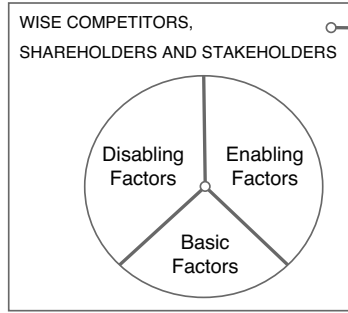 WISE COMPETITORS,
SHAREHOLDERS AND STAKEHOLDERS
Disabling
Factors
Enabling
Factors
Basic
Factors